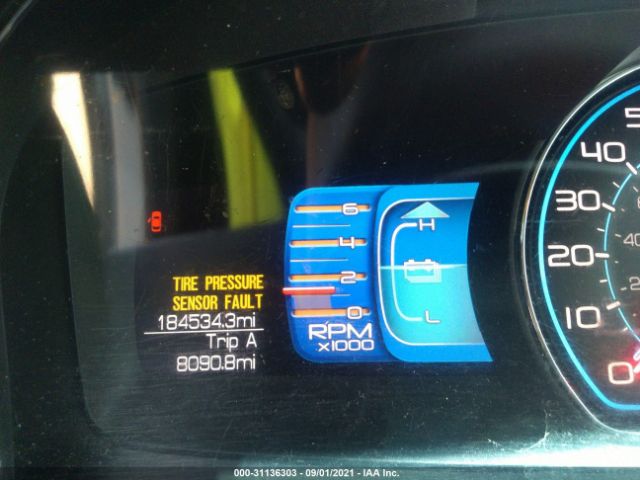 TIRE PRESSURE
SENSOR FAULT
184534.3mi
Trip A
8090.8mi
6
4
2
0
RPM
x1000
H
L
40
30
20
10
0
000-31136303 - 09/01/2021 - IAA Inc.